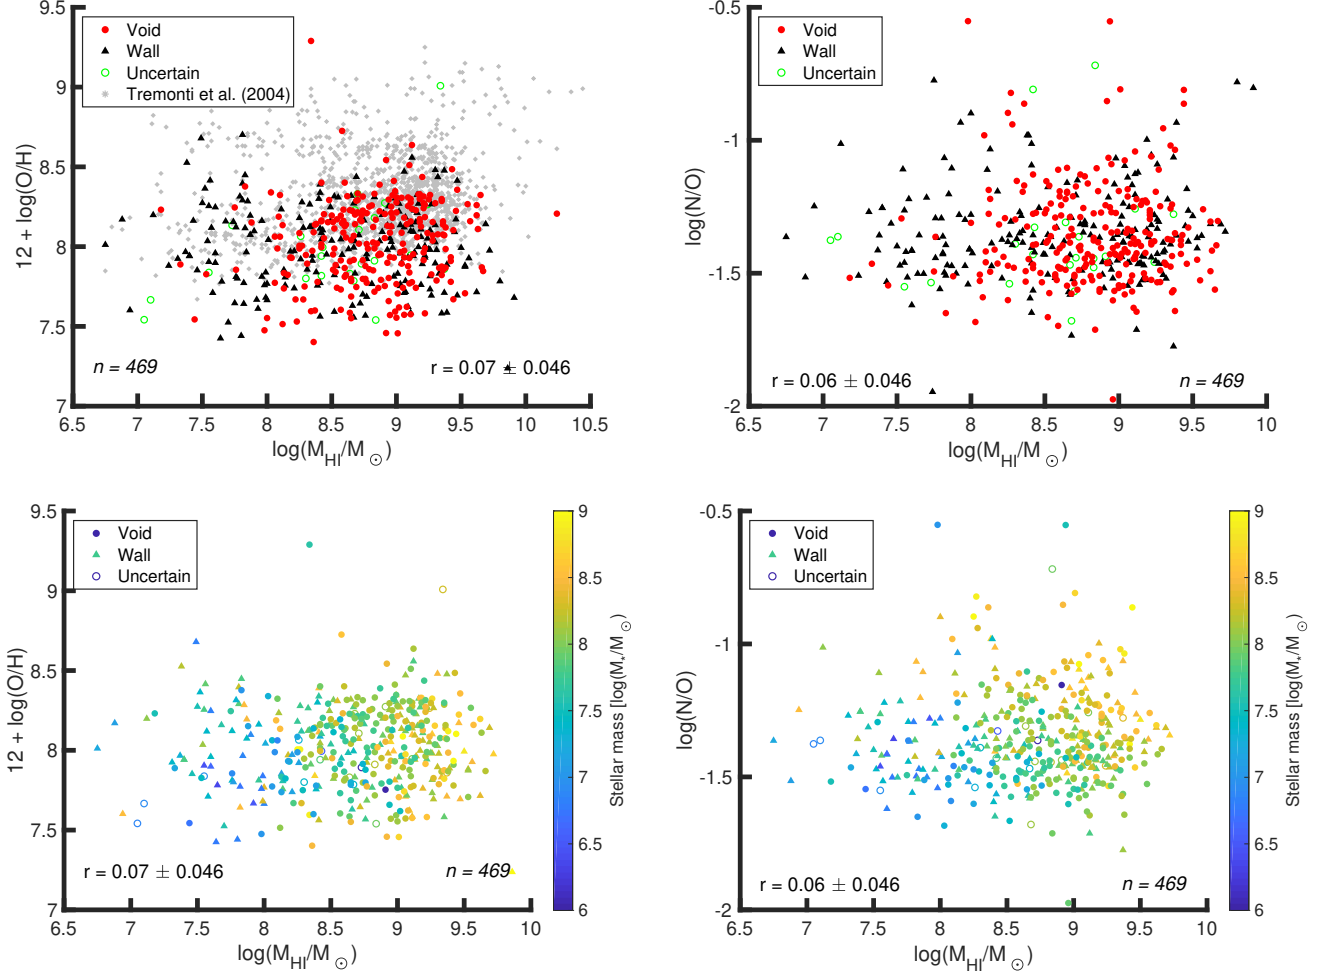 9.5
9
8.5
8
7.5
7
12 + log(O/H)
Void
Wall
Uncertain
Tremonti et al. (2004)
n = 469
r = 0.07 ± 0.046
6.5 7 7.5 8 8.5 9 9.5 10 10.5
log(M_HI/M_⊙)
-0.5
-1
-1.5
-2
log(N/O)
Void
Wall
Uncertain
r = 0.06 ± 0.046
n = 469
6.5 7 7.5 8 8.5 9 9.5 10
log(M_HI/M_⊙)
9.5
9
8.5
8
7.5
7
12 + log(O/H)
Void
Wall
Uncertain
r = 0.07 ± 0.046
n = 469
6.5 7 7.5 8 8.5 9 9.5 10
log(M_HI/M_⊙)
9
8.5
8
7.5
7
6.5
6
Stellar mass [log(M_*/M_⊙)]
-0.5
-1
-1.5
-2
log(N/O)
Void
Wall
Uncertain
r = 0.06 ± 0.046
n = 469
6.5 7 7.5 8 8.5 9 9.5 10
log(M_HI/M_⊙)
9
8.5
8
7.5
7
6.5
6
Stellar mass [log(M_*/M_⊙)]